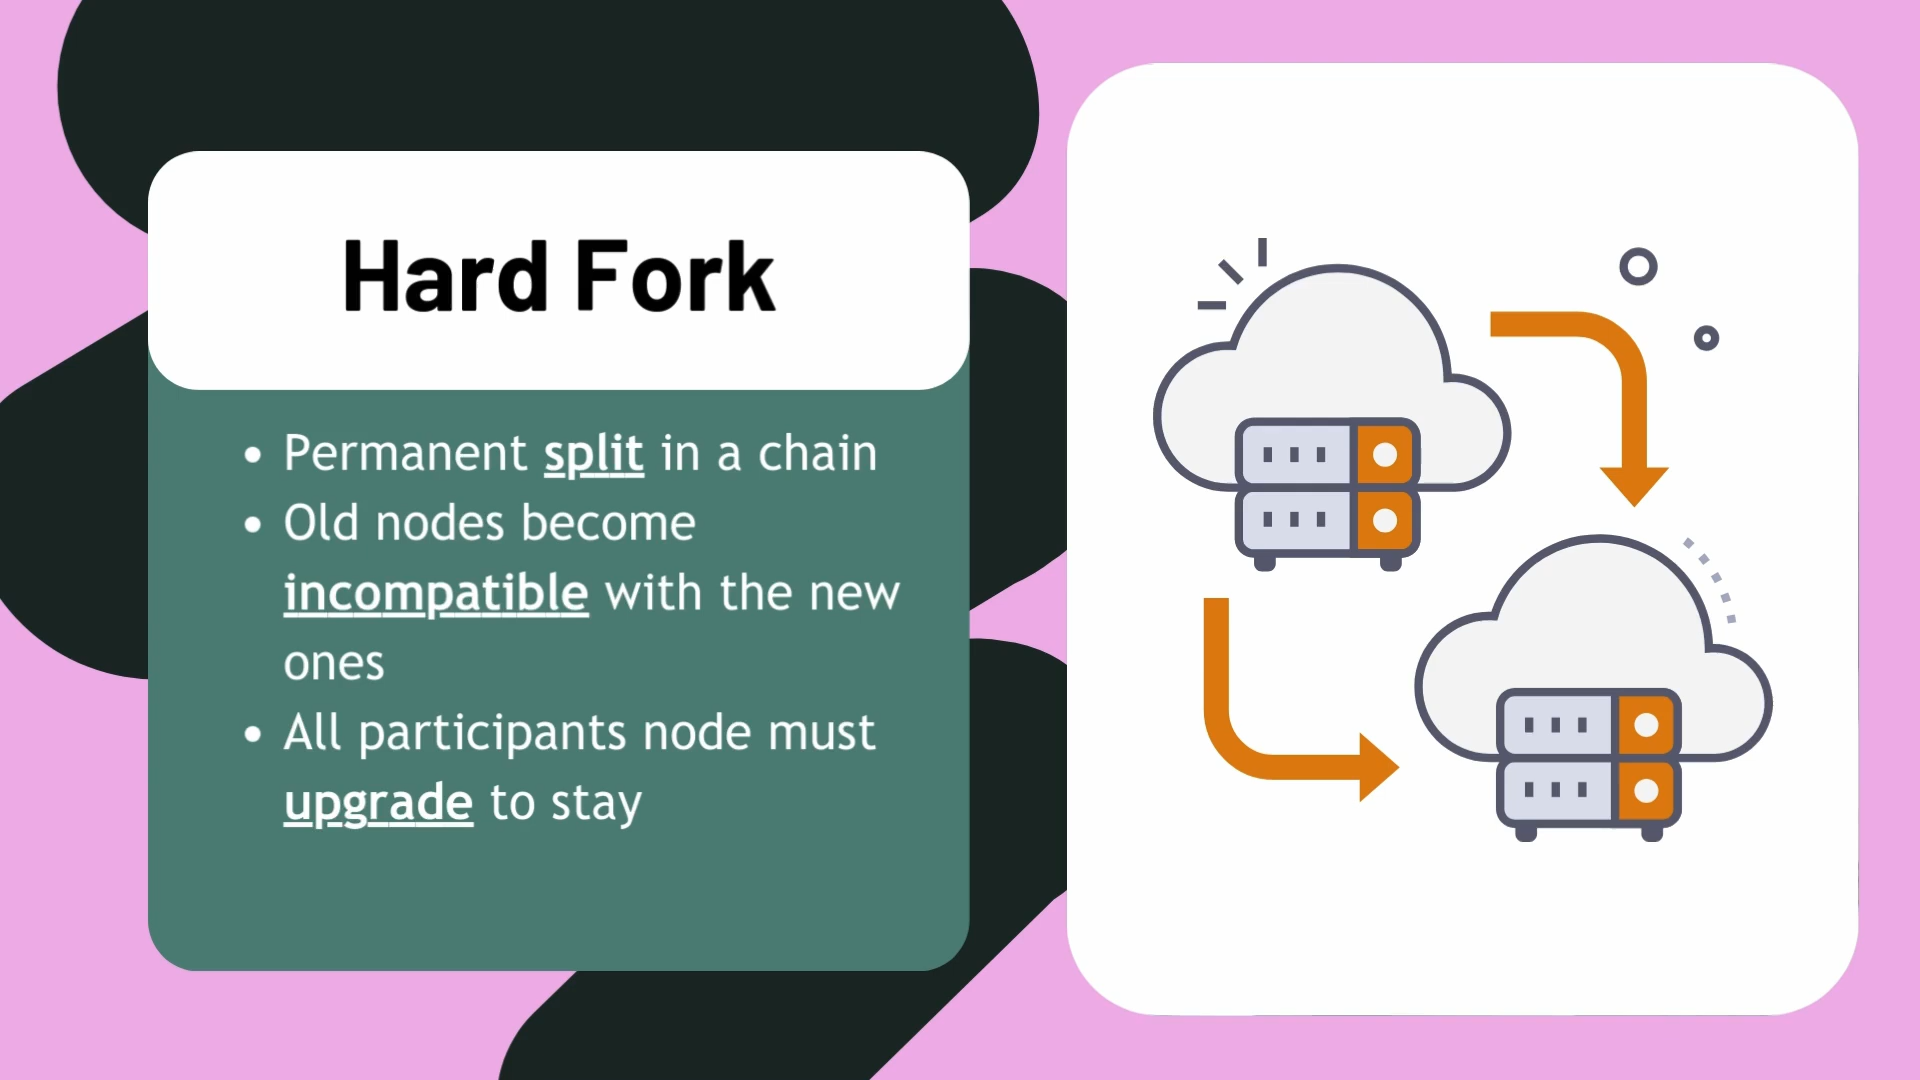 Hard Fork
• Permanent split in a chain
• Old nodes become
incompatible with the new
ones
• All participants node must
upgrade to stay